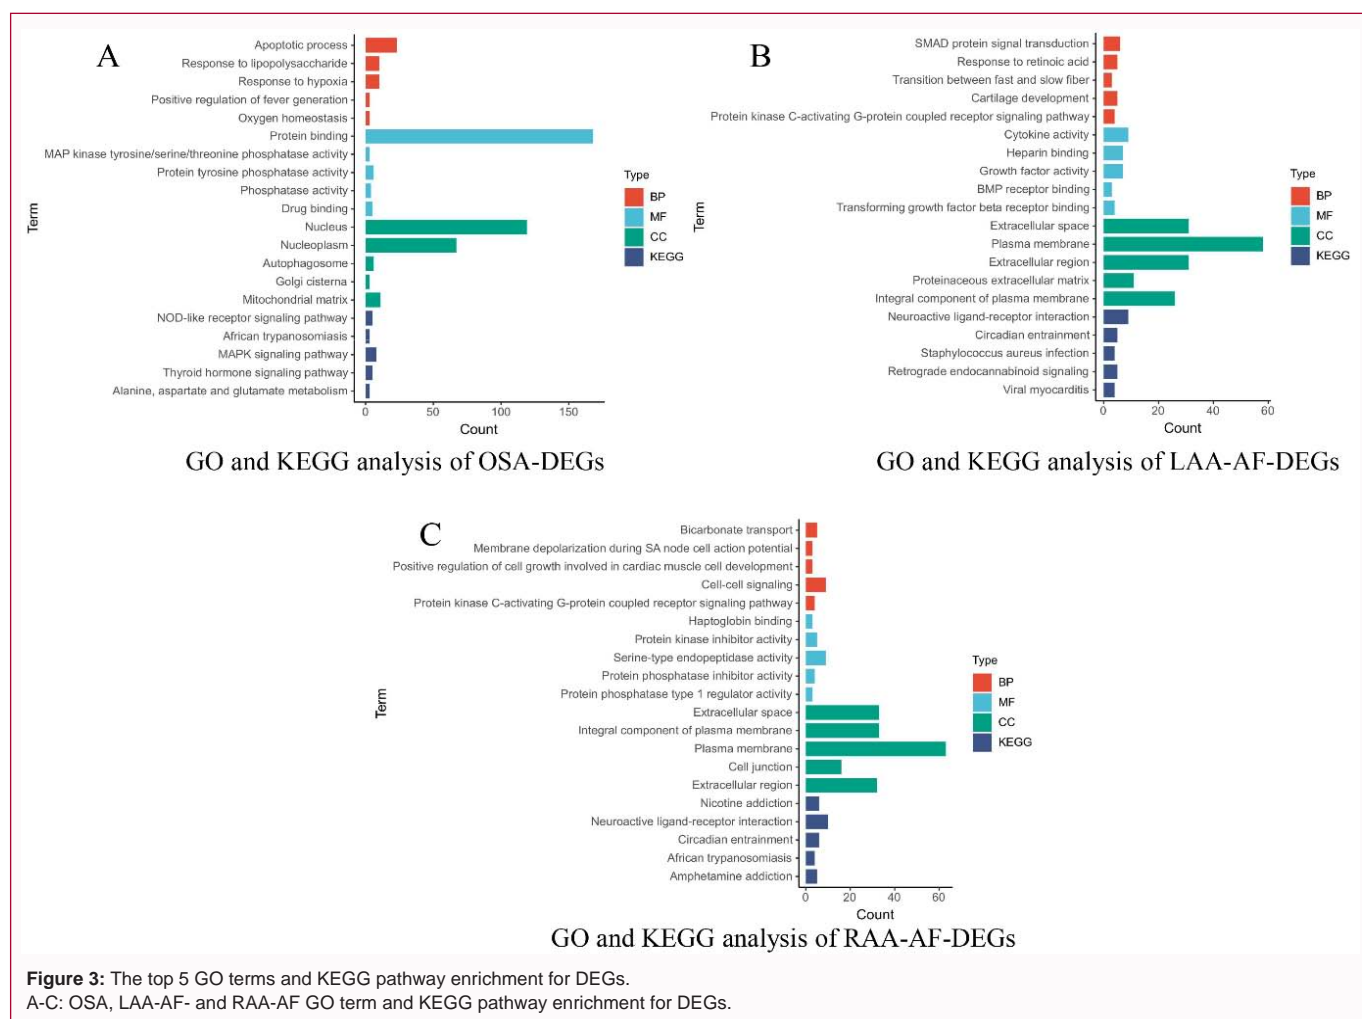 A
Apoptotic process
Response to lipopolysaccharide
Response to hypoxia
Positive regulation of fever generation
Oxygen homeostasis
Protein binding
MAP kinase tyrosine/serine/threonine phosphatase activity
Protein tyrosine phosphatase activity
Phosphatase activity
Drug binding
Nucleus
Nucleoplasm
Autophagosome
Golgi cisterna
Mitochondrial matrix
NOD-like receptor signaling pathway
African trypanosomiasis
MAPK signaling pathway
Thyroid hormone signaling pathway
Alanine, aspartate and glutamate metabolism
Term
0 50 100 150
Count
Type
BP
MF
CC
KEGG
GO and KEGG analysis of OSA-DEGs
B
SMAD protein signal transduction
Response to retinoic acid
Transition between fast and slow fiber
Cartilage development
Protein kinase C-activating G-protein coupled receptor signaling pathway
Cytokine activity
Heparin binding
Growth factor activity
BMP receptor binding
Transforming growth factor beta receptor binding
Extracellular space
Plasma membrane
Extracellular region
Proteinaceous extracellular matrix
Integral component of plasma membrane
Neuroactive ligand-receptor interaction
Circadian entrainment
Staphylococcus aureus infection
Retrograde endocannabinoid signaling
Viral myocarditis
Term
0 20 40 60
Count
Type
BP
MF
CC
KEGG
GO and KEGG analysis of LAA-AF-DEGs
C
Bicarbonate transport
Membrane depolarization during SA node cell action potential
Positive regulation of cell growth involved in cardiac muscle cell development
Cell-cell signaling
Protein kinase C-activating G-protein coupled receptor signaling pathway
Haptoglobin binding
Protein kinase inhibitor activity
Serine-type endopeptidase activity
Protein phosphatase inhibitor activity
Protein phosphatase type 1 regulator activity
Extracellular space
Integral component of plasma membrane
Plasma membrane
Cell junction
Extracellular region
Nicotine addiction
Neuroactive ligand-receptor interaction
Circadian entrainment
African trypanosomiasis
Amphetamine addiction
Term
0 20 40 60
Count
Type
BP
MF
CC
KEGG
GO and KEGG analysis of RAA-AF-DEGs
Figure 3: The top 5 GO terms and KEGG pathway enrichment for DEGs.
A-C: OSA, LAA-AF- and RAA-AF GO term and KEGG pathway enrichment for DEGs.